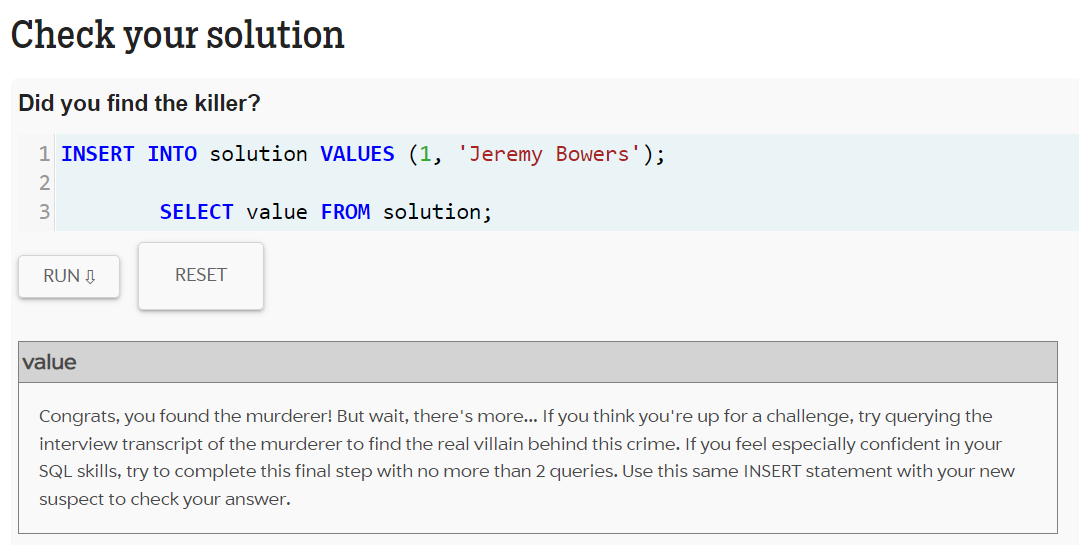 Check your solution
Did you find the killer?
1 INSERT INTO solution VALUES (1, 'Jeremy Bowers');
2
3 SELECT value FROM solution;
RUN ⇩
RESET
value
Congrats, you found the murderer! But wait, there's more... If you think you're up for a challenge, try querying the
interview transcript of the murderer to find the real villain behind this crime. If you feel especially confident in your
SQL skills, try to complete this final step with no more than 2 queries. Use this same INSERT statement with your new
suspect to check your answer.